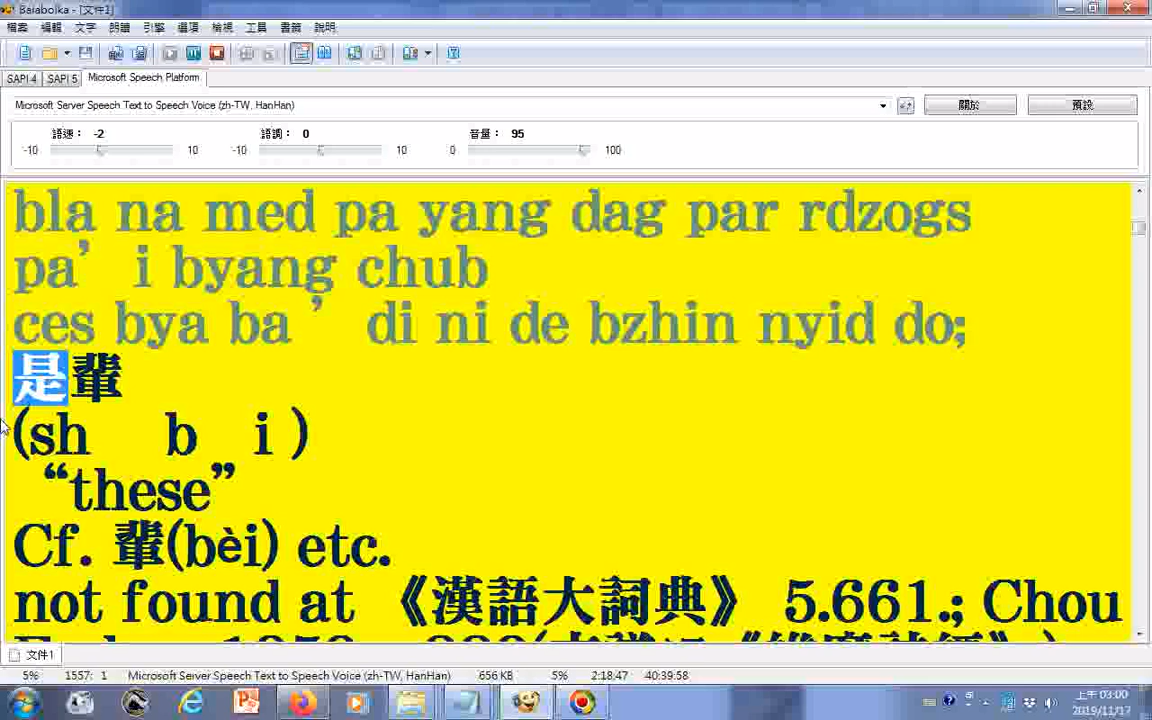 Balabolka - [文件1]
檔案 編輯 文字 朗讀 引擎 選項 檢視 工具 書籤 說明
SAPI 4 SAPI 5 Microsoft Speech Platform
Microsoft Server Speech Text to Speech Voice (zh-TW, HanHan) 關於 預設
語速： -2 語調： 0 音量： 95
-10 10 -10 10 0 100
bla na med pa yang dag par rdzogs
pa’ i byang chub
ces bya ba ’ di ni de bzhin nyid do;
是輩
(sh b i )
“these”
Cf. 輩(bèi) etc.
not found at 《漢語大詞典》 5.661.; Chou
文件1
5% 1557: 1 Microsoft Server Speech Text to Speech Voice (zh-TW, HanHan) 656 KB 5% 2:18,47 40:39:58
上午 03:00
2019/11/17